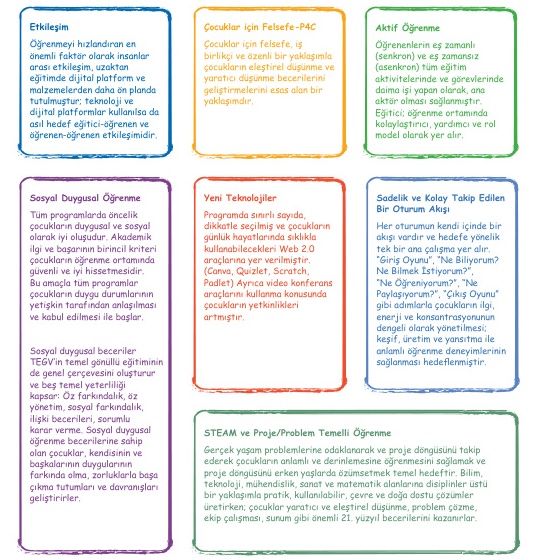 Etkileşim
Öğrenmeyi hızlandıran en
önemli faktör olarak insanlar
arası etkileşim, uzaktan
eğitimde dijital platform ve
malzemelerden daha ön planda
tutulmuştur; teknoloji ve
dijital platformlar kullanılsa da
asıl hedef eğitici-öğrenen ve
öğrenen-öğrenen etkileşimidir.
Çocuklar için Felsefe-P4C
Çocuklar için felsefe, iş
birlikçi ve özenli bir yaklaşımla
çocukların eleştirel düşünme ve
yaratıcı düşünme becerilerini
geliştirmelerini esas alan bir
yaklaşımdır.
Aktif Öğrenme
Öğrenenlerin eş zamanlı
(senkron) ve eş zamansız
(asenkron) tüm eğitim
aktivitelerinde ve görevlerinde
daima işi yapan olarak, ana
aktör olması sağlanmıştır.
Eğitici; öğrenme ortamında
kolaylaştırıcı, yardımcı ve rol
model olarak yer alır.
Sosyal Duygusal Öğrenme
Tüm programlarda öncelik
çocukların duygusal ve sosyal
olarak iyi oluşudur. Akademik
ilgi ve başarının birincil kriteri
çocukların öğrenme ortamında
güvenli ve iyi hissetmesidir.
Bu amaçla tüm programlar
çocukların duygu durumlarının
yetişkin tarafından anlaşılması
ve kabul edilmesi ile başlar.
Sosyal duygusal beceriler
TEGV'in temel gönüllü eğitiminin
de genel çerçevesini oluşturur
ve beş temel yeterliliği
kapsar: Öz farkındalık, öz
yönetim, sosyal farkındalık,
ilişki becerileri, sorumlu
karar verme. Sosyal duygusal
öğrenme becerilerine sahip
olan çocuklar, kendisinin ve
başkalarının duygularının
farkında olma, zorluklarla başa
çıkma tutumları ve davranışları
geliştirirler.
Yeni Teknolojiler
Programda sınırlı sayıda,
dikkatle seçilmiş ve çocukların
günlük hayatlarında sıklıkla
kullanabilecekleri Web 2.0
araçlarına yer verilmiştir.
(Canva, Quizlet, Scratch,
Padlet) Ayrıca video konferans
araçlarını kullanma konusunda
çocukların yetkinlikleri
artmıştır.
Sadelik ve Kolay Takip Edilen
Bir Oturum Akışı
Her oturumun kendi içinde bir
akışı vardır ve hedefe yönelik
tek bir ana çalışma yer alır.
"Giriş Oyunu", "Ne Biliyorum?
Ne Bilmek İstiyorum?",
"Ne Öğreniyorum?", "Ne
Paylaşıyorum?", "Çıkış Oyunu"
gibi adımlarla çocukların ilgi,
enerji ve konsantrasyonunun
dengeli olarak yönetilmesi;
keşif, üretim ve yansıtma ile
anlamlı öğrenme deneyimlerinin
sağlanması hedeflenmiştir.
STEAM ve Proje/Problem Temelli Öğrenme
Gerçek yaşam problemlerine odaklanarak ve proje döngüsünü takip
ederek çocukların anlamlı ve derinlemesine öğrenmesini sağlamak ve
proje döngüsünü erken yaşlarda özümsetmek temel hedeftir. Bilim,
teknoloji, mühendislik, sanat ve matematik alanlarına disiplinler üstü
bir yaklaşımla pratik, kullanılabilir, çevre ve doğa dostu çözümler
üretirken; çocuklar yaratıcı ve eleştirel düşünme, problem çözme,
ekip çalışması, sunum gibi önemli 21. yüzyıl becerilerini kazanırlar.